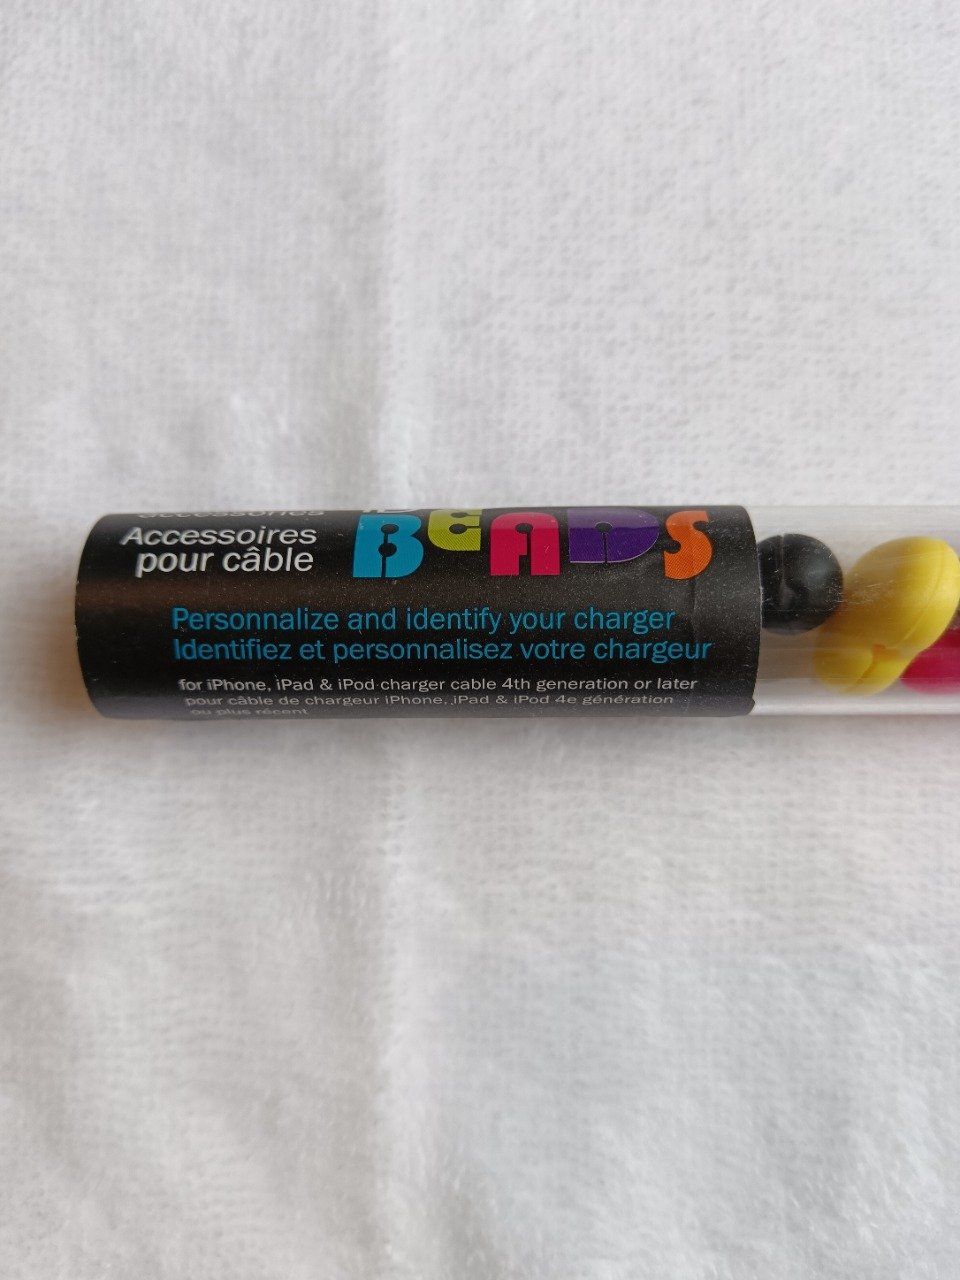 accessories
Accessoires
pour câble
BEADS
Personnalize and identify your charger
Identifiez et personnalisez votre chargeur
for iPhone, iPad & iPod charger cable 4th generation or later
pour câble de chargeur iPhone, iPad & iPod 4e génération
ou plus récent